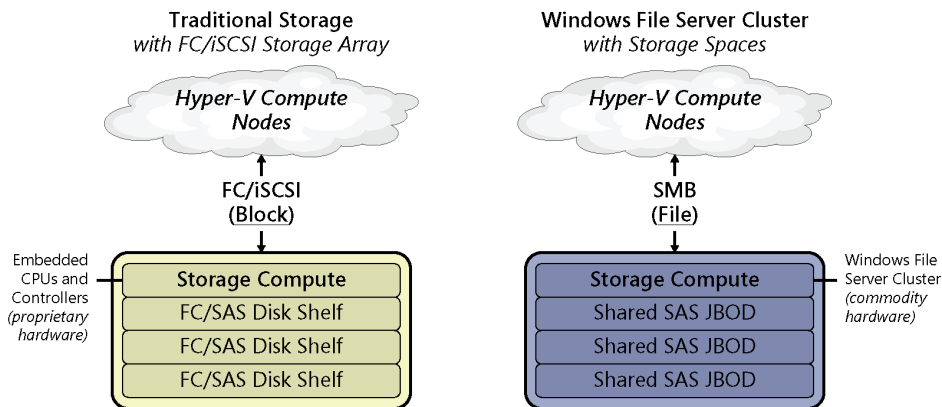 Traditional Storage
with FC/iSCSI Storage Array
Hyper-V Compute
Nodes
FC/iSCSI
(Block)
Embedded
CPUs and
Controllers
(proprietary
hardware)
Storage Compute
FC/SAS Disk Shelf
FC/SAS Disk Shelf
FC/SAS Disk Shelf
Windows File Server Cluster
with Storage Spaces
Hyper-V Compute
Nodes
SMB
(File)
Storage Compute
Shared SAS JBOD
Shared SAS JBOD
Shared SAS JBOD
Windows File
Server Cluster
(commodity
hardware)